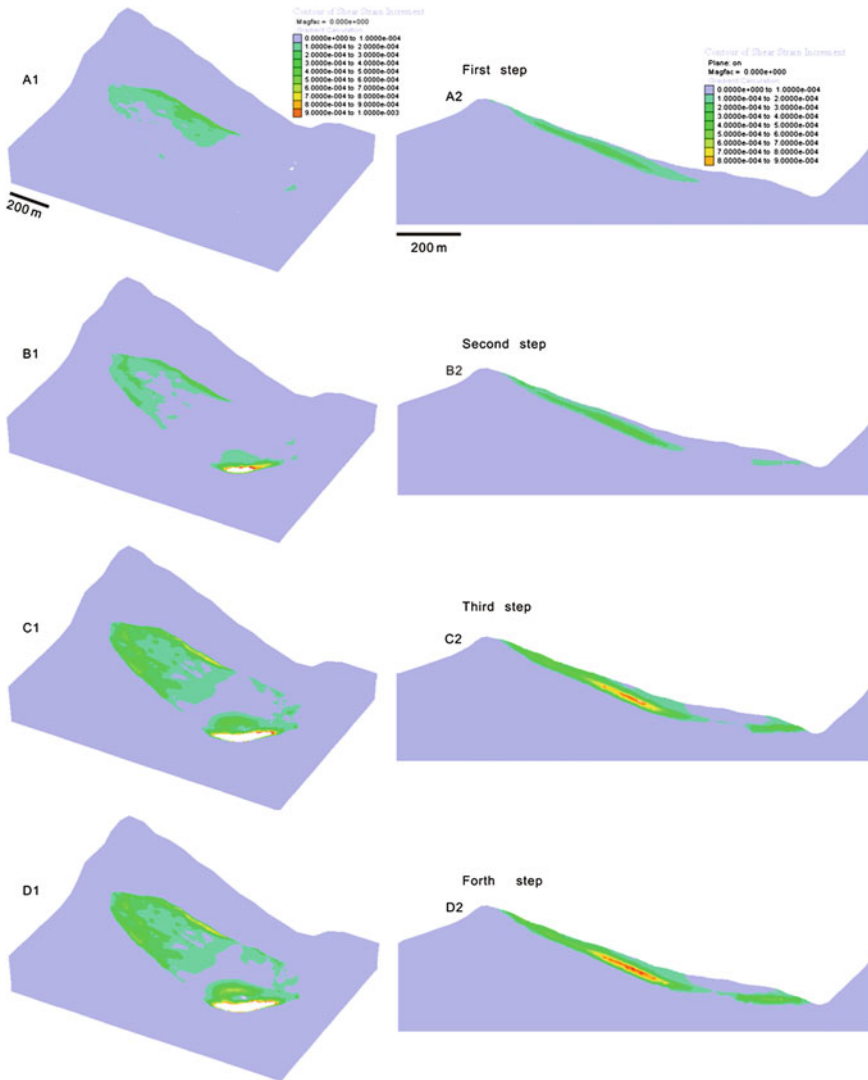 Contour of Shear Strain Increment
Magfac = 0.000e+000
Gradient Calculation
0.0000e+000 to 1.0000e-004
1.0000e-004 to 2.0000e-004
2.0000e-004 to 3.0000e-004
3.0000e-004 to 4.0000e-004
4.0000e-004 to 5.0000e-004
5.0000e-004 to 6.0000e-004
6.0000e-004 to 7.0000e-004
7.0000e-004 to 8.0000e-004
8.0000e-004 to 9.0000e-004
9.0000e-004 to 1.0000e-003
A1
200 m
First step
A2
Contour of Shear Strain Increment
Plane: on
Magfac = 0.000e+000
Gradient Calculation
0.0000e+000 to 1.0000e-004
1.0000e-004 to 2.0000e-004
2.0000e-004 to 3.0000e-004
3.0000e-004 to 4.0000e-004
4.0000e-004 to 5.0000e-004
5.0000e-004 to 6.0000e-004
6.0000e-004 to 7.0000e-004
7.0000e-004 to 8.0000e-004
8.0000e-004 to 9.0000e-004
200 m
B1
Second step
B2
C1
Third step
C2
D1
Forth step
D2